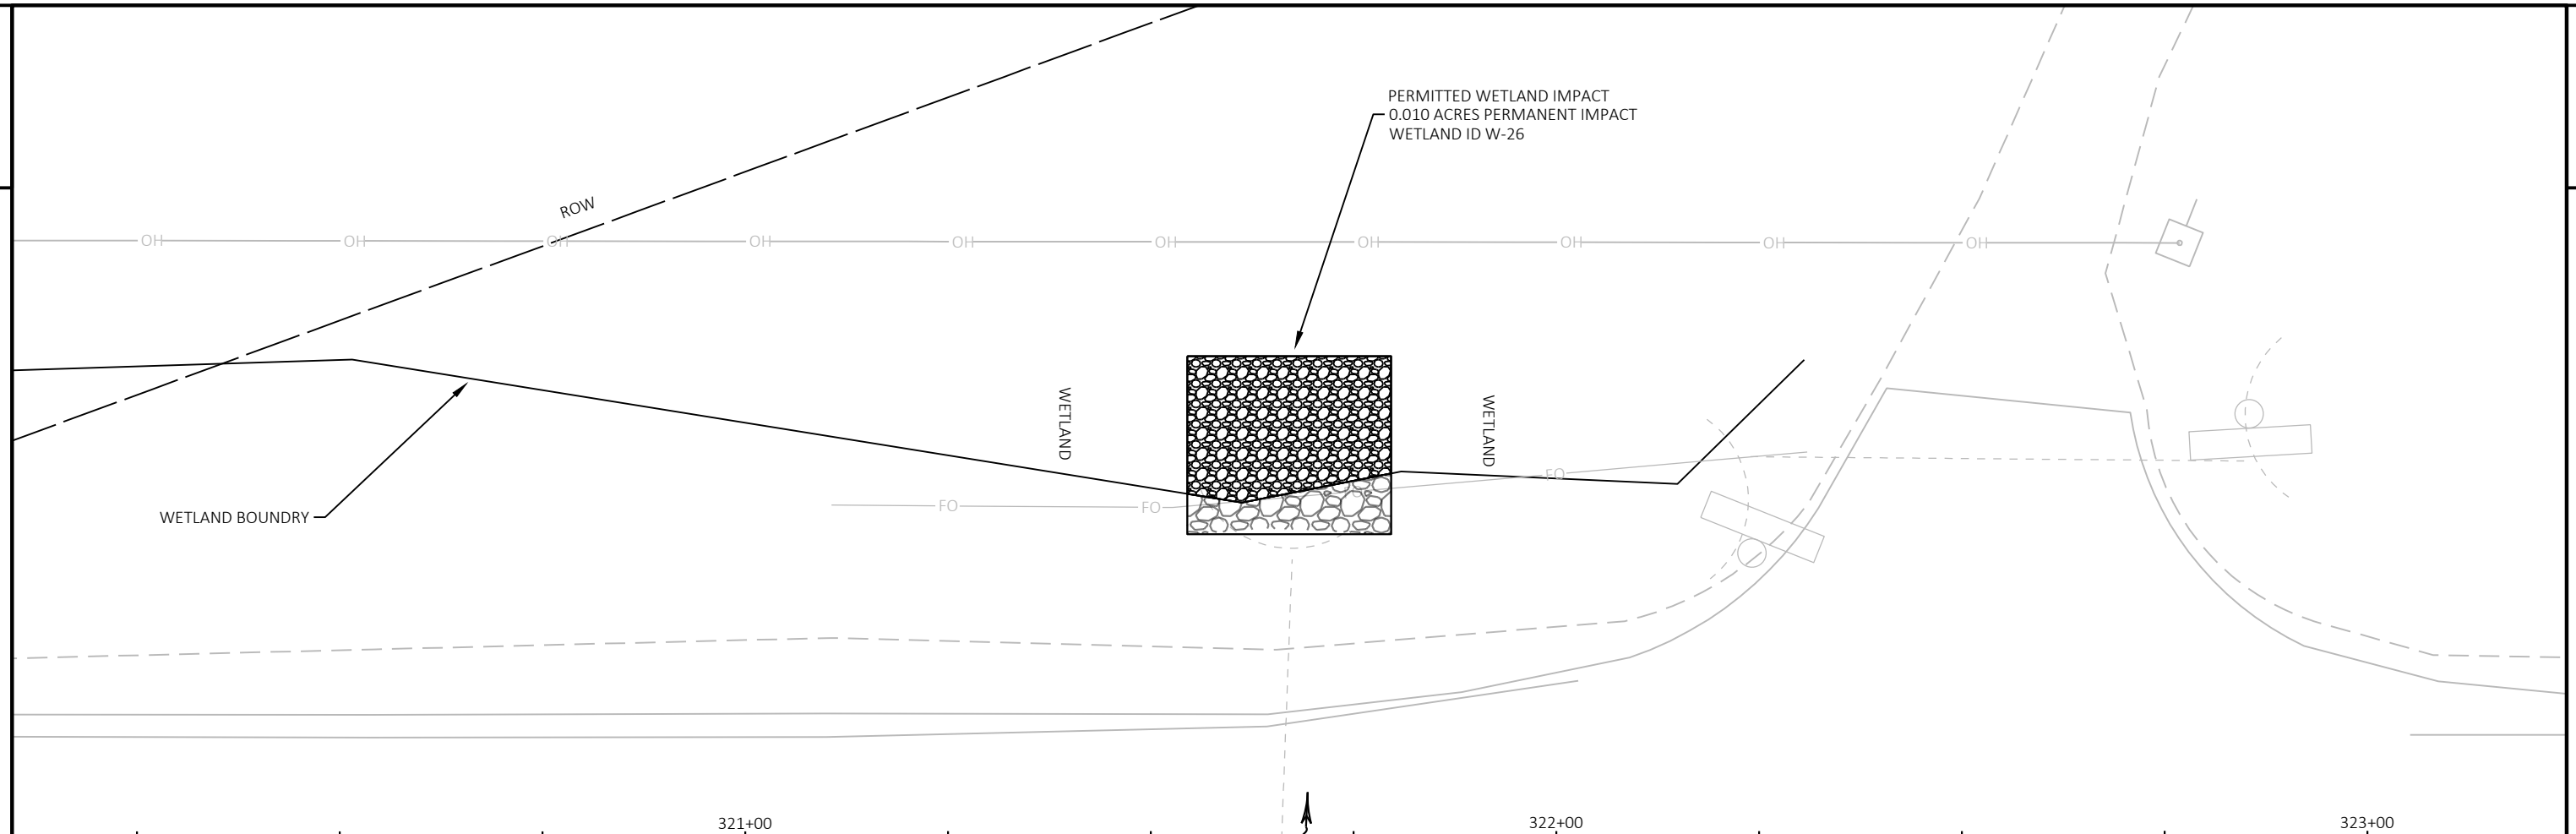 PERMITTED WETLAND IMPACT
0.010 ACRES PERMANENT IMPACT
WETLAND ID W-26
ROW
OH OH OH OH OH OH OH OH OH OH
WETLAND
WETLAND
FO
WETLAND BOUNDRY
FO FO
321+00 322+00 323+00